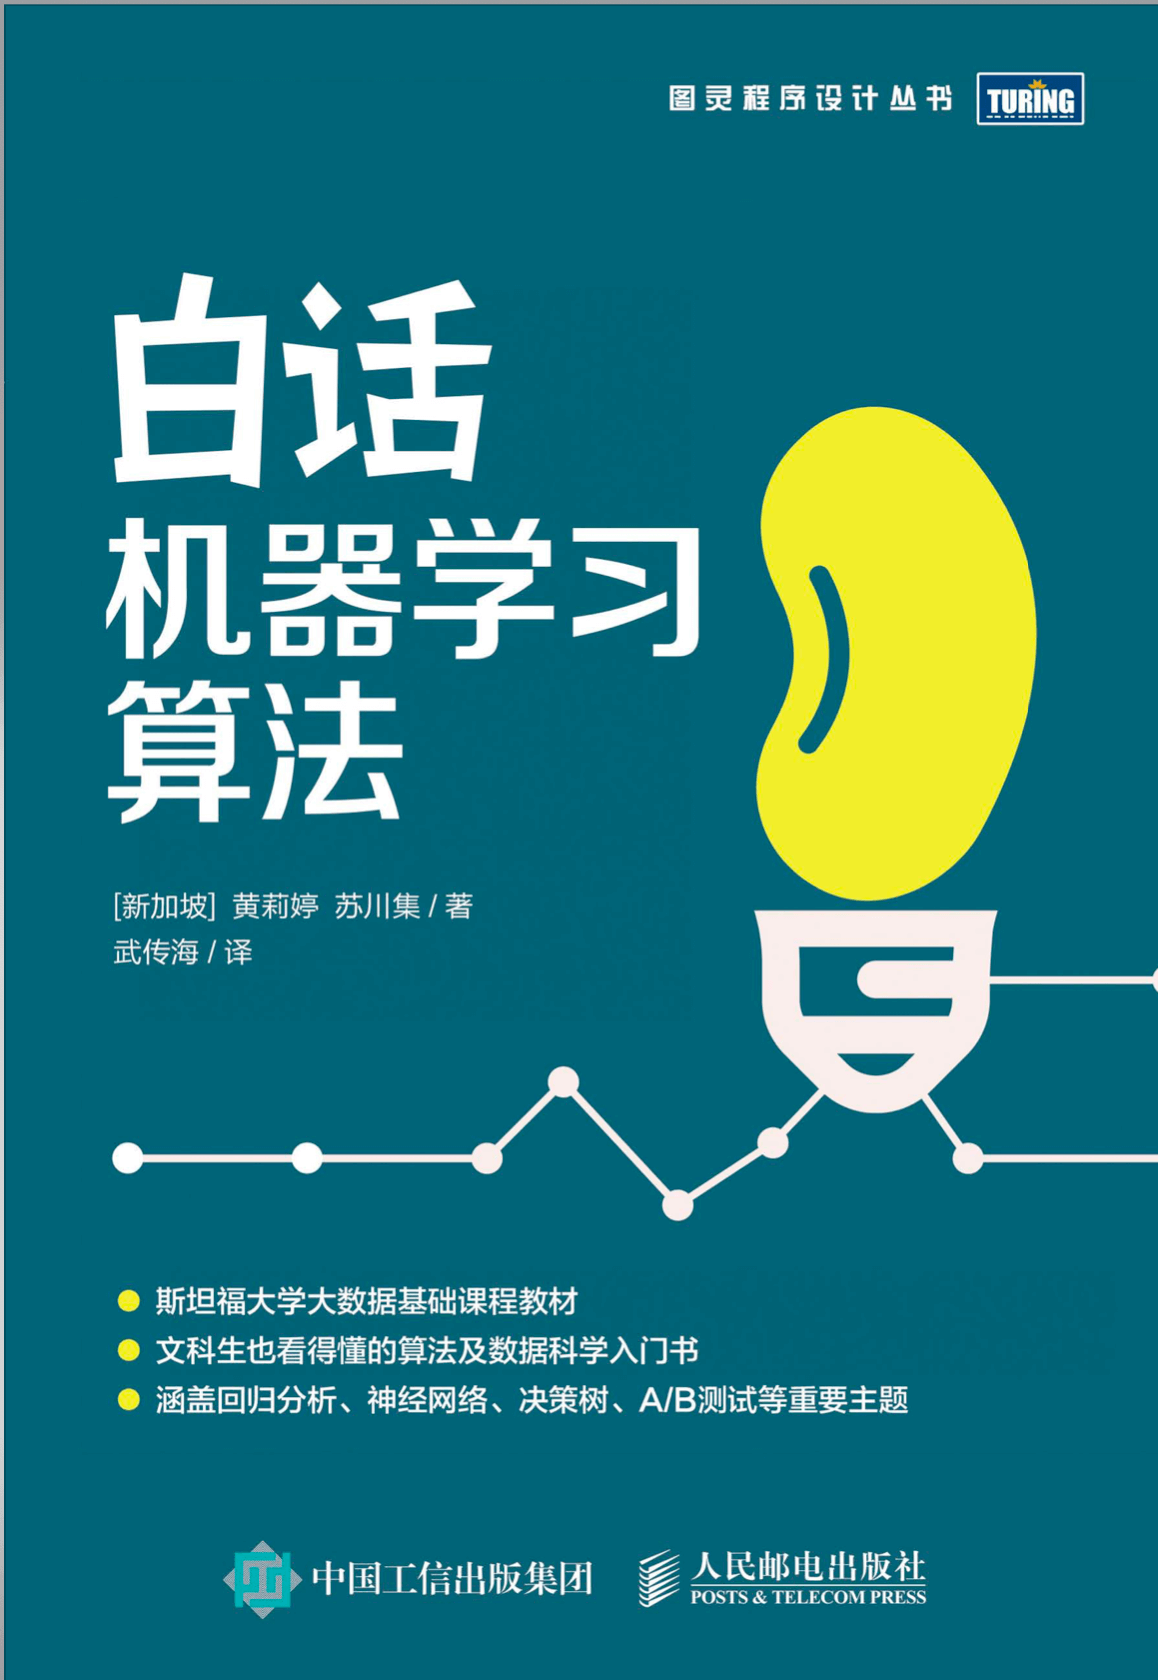 图灵程序设计丛书 TURING
白话
机器学习
算法
[新加坡] 黄莉婷 苏川集 / 著
武传海 / 译
斯坦福大学大数据基础课程教材
文科生也看得懂的算法及数据科学入门书
涵盖回归分析、神经网络、决策树、A/B测试等重要主题
中国工信出版集团 人民邮电出版社
POSTS & TELECOM PRESS